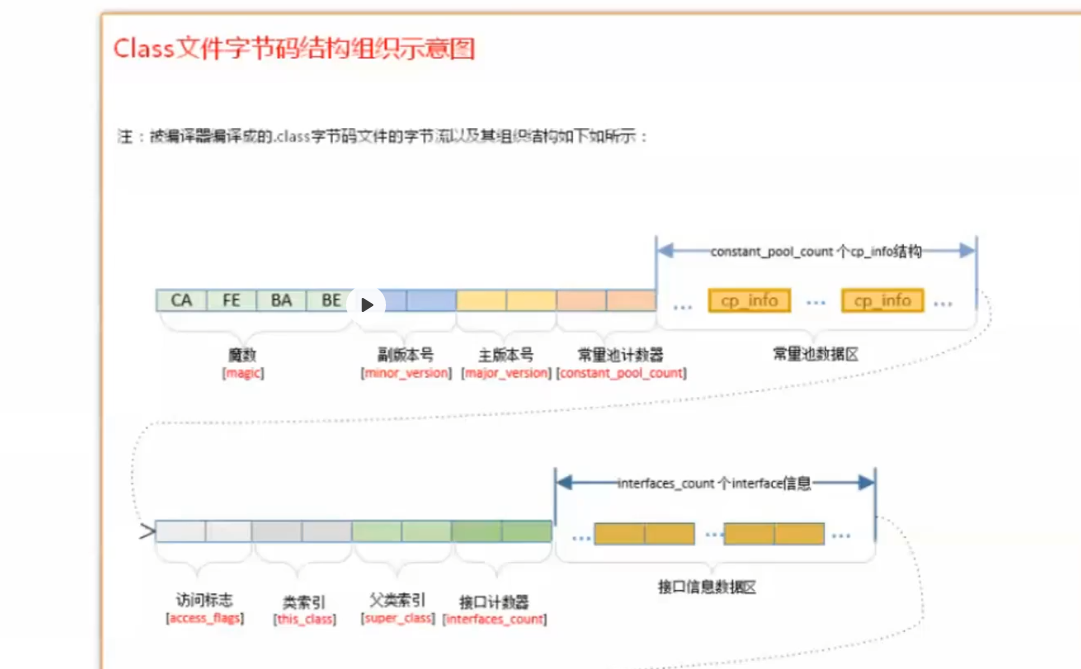 Class文件字节码结构组织示意图
注：被编译器编译成的.class字节码文件的字节流以及其组织结构如下如所示：
constant_pool_count 个cp_info结构
CA FE BA BE ... cp_info ... cp_info ...
魔数 副版本号 主版本号 常量池计数器 常量池数据区
[magic] [minor_version] [major_version] [constant_pool_count]
interfaces_count 个interface信息
... ... ...
访问标志 类索引 父类索引 接口计数器 接口信息数据区
[access_flags] [this_class] [super_class] [interfaces_count]